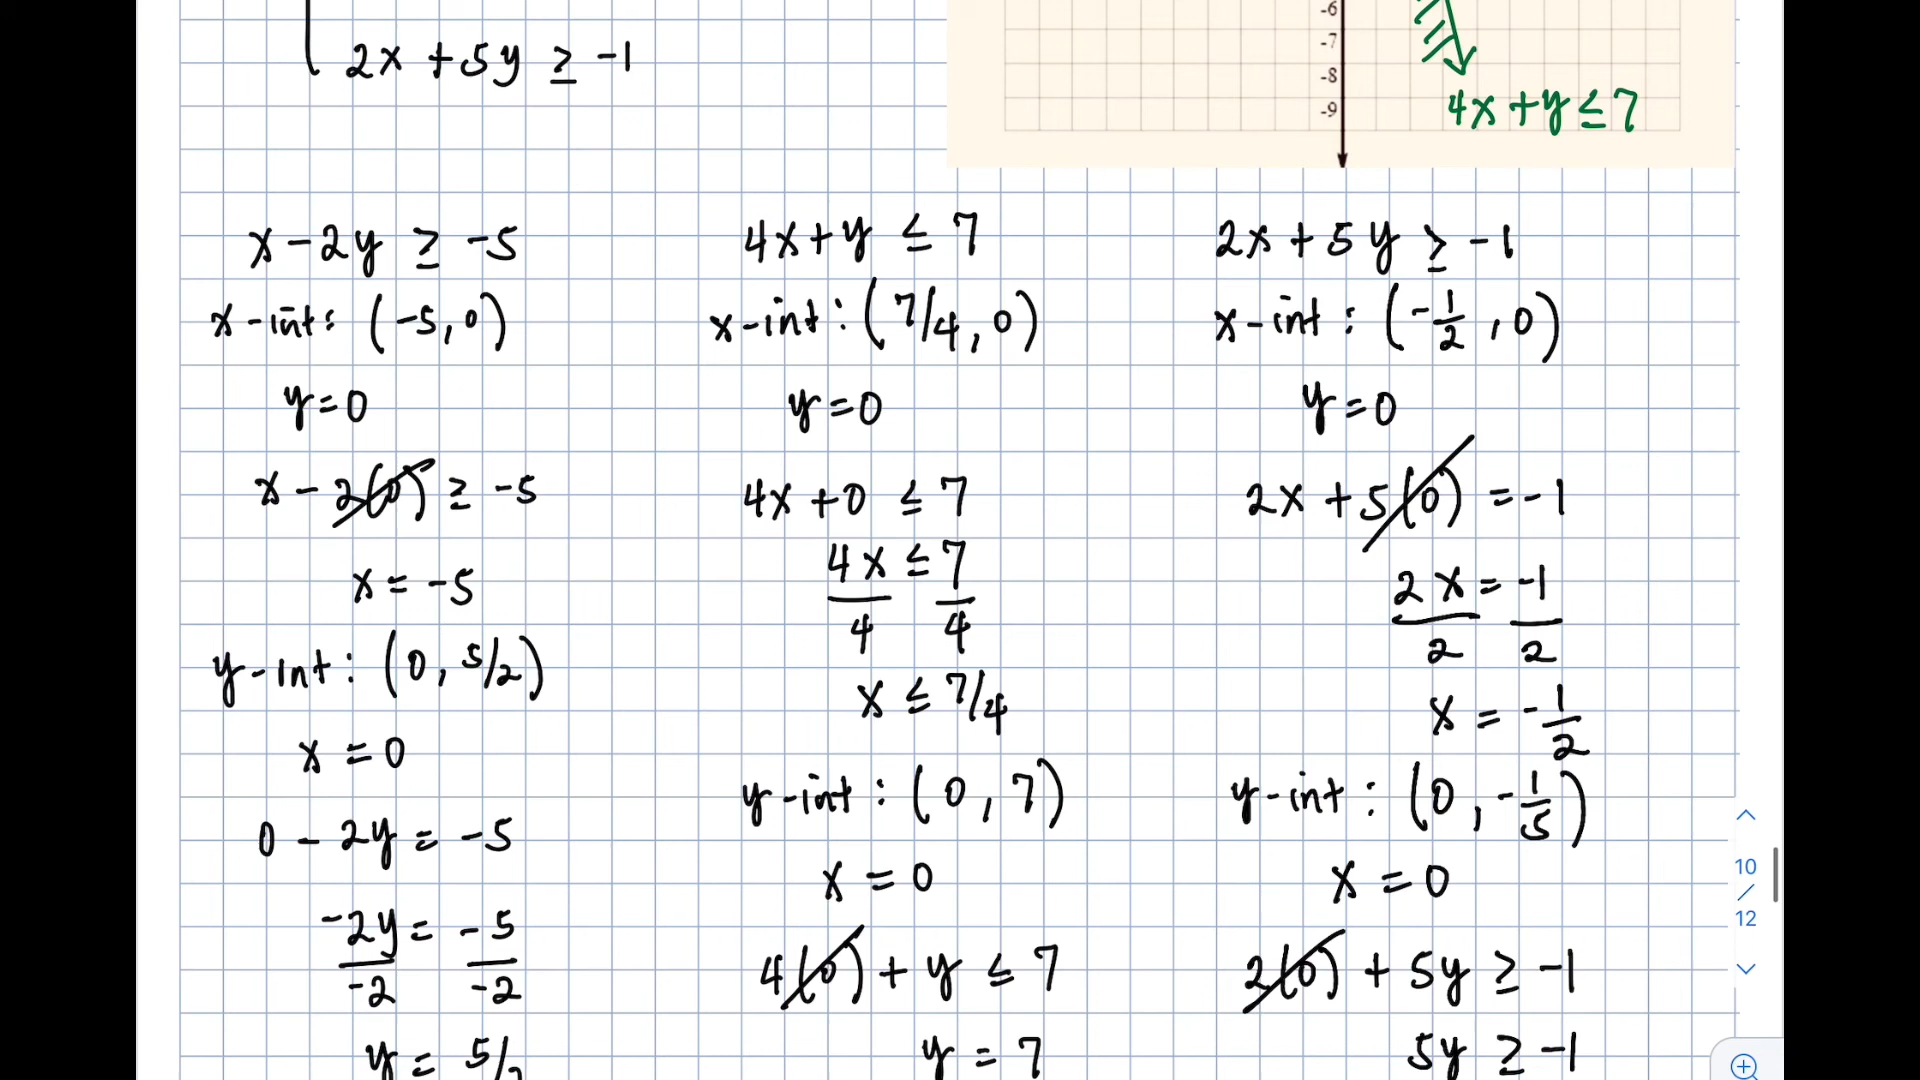 2x + 5y ≥ -1
-6
-7
-8
-9
4x + y ≤ 7
x - 2y ≥ -5
x-int: (-5, 0)
y = 0
x - 2(0) ≥ -5
x = -5
y-int: (0, 5/2)
x = 0
0 - 2y = -5
-2y = -5
-2 -2
y = 5/2
4x + y ≤ 7
x-int: (7/4, 0)
y = 0
4x + 0 ≤ 7
4x ≤ 7
4 4
x ≤ 7/4
y-int: (0, 7)
x = 0
4(0) + y ≤ 7
y = 7
2x + 5y ≥ -1
x-int: (-1/2, 0)
y = 0
2x + 5(0) = -1
2x = -1
2 2
x = -1/2
y-int: (0, -1/5)
x = 0
2(0) + 5y ≥ -1
5y ≥ -1
10
/
12